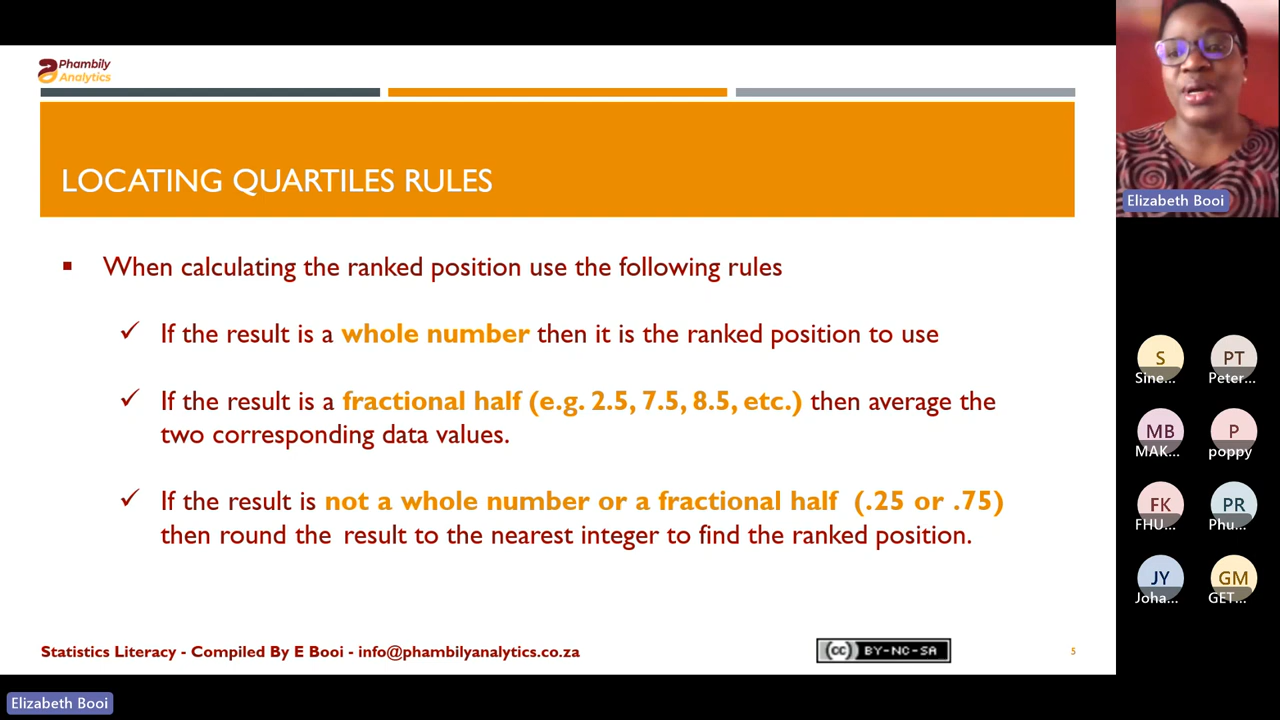 Phambily
Analytics
LOCATING QUARTILES RULES
When calculating the ranked position use the following rules
If the result is a whole number then it is the ranked position to use
If the result is a fractional half (e.g. 2.5, 7.5, 8.5, etc.) then average the
two corresponding data values.
If the result is not a whole number or a fractional half (.25 or .75)
then round the result to the nearest integer to find the ranked position.
Statistics Literacy - Compiled By E Booi - info@phambilyanalytics.co.za
cc BY-NC-SA
5
Elizabeth Booi
S
Sine...
PT
Peter...
MB
MAK...
P
poppy
FK
FHU...
PR
Phu...
JY
Joha...
GM
GET...
Elizabeth Booi